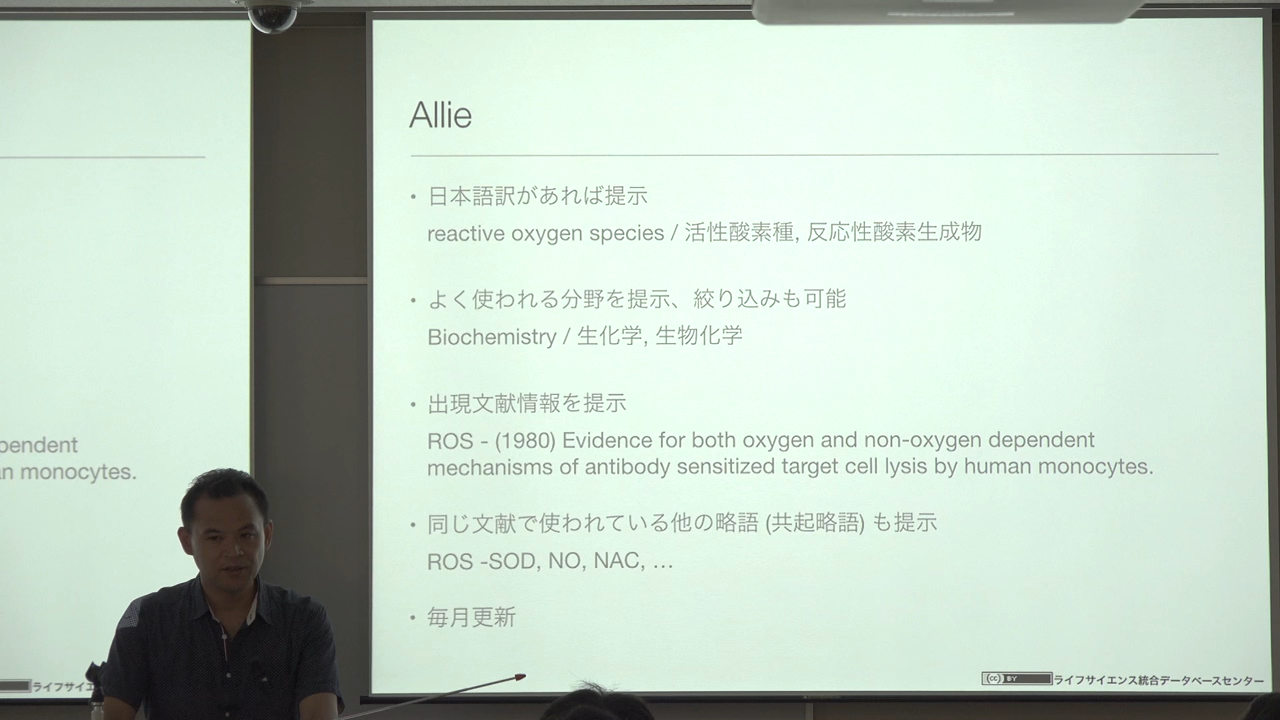 Allie
・日本語訳があれば提示
reactive oxygen species / 活性酸素種, 反応性酸素生成物
・よく使われる分野を提示、絞り込みも可能
Biochemistry / 生化学, 生物化学
・出現文献情報を提示
ROS - (1980) Evidence for both oxygen and non-oxygen dependent
mechanisms of antibody sensitized target cell lysis by human monocytes.
・同じ文献で使われている他の略語 (共起略語) も提示
ROS -SOD, NO, NAC, …
・毎月更新
cc BY ライフサイエンス統合データベースセンター
pendent
an monocytes.
ライフサイエ